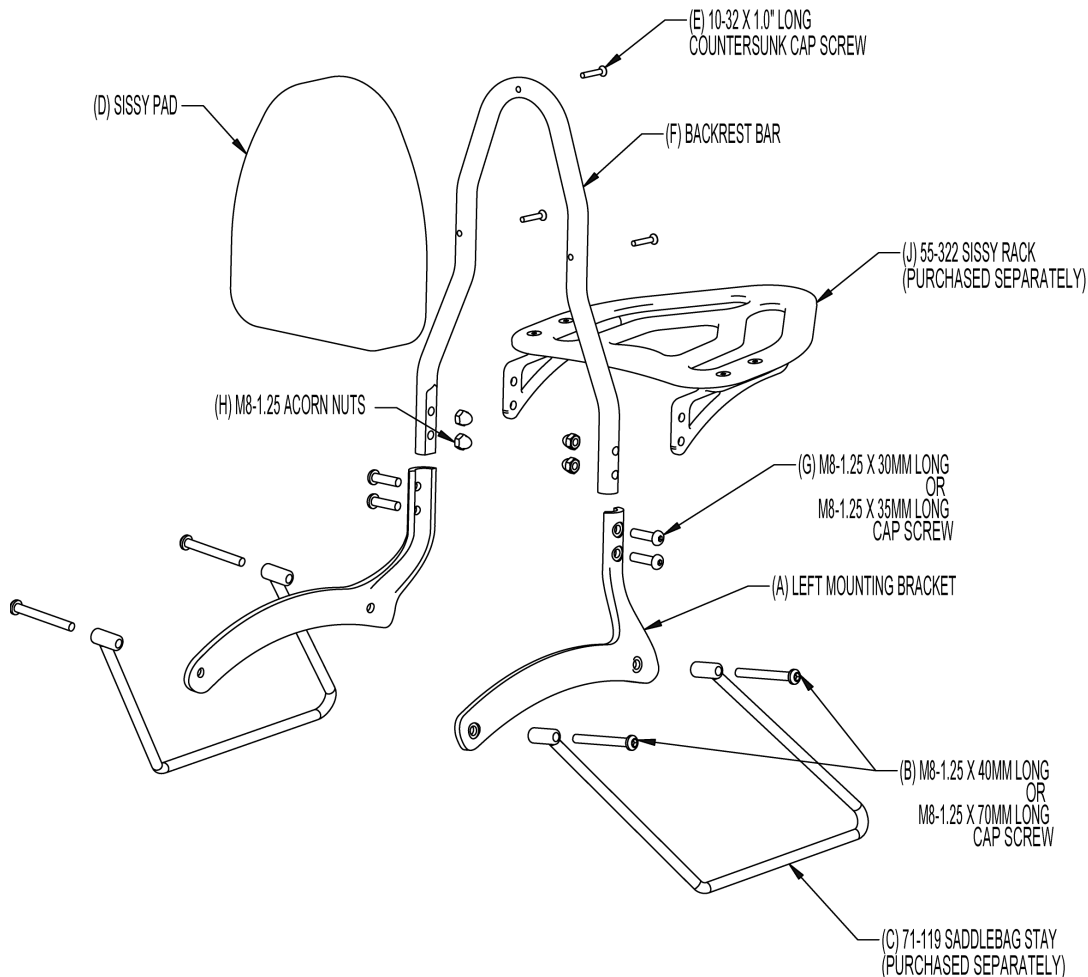 (E) 10-32 X 1.0" LONG
COUNTERSUNK CAP SCREW
(D) SISSY PAD
(F) BACKREST BAR
(J) 55-322 SISSY RACK
(PURCHASED SEPARATELY)
(H) M8-1.25 ACORN NUTS
(G) M8-1.25 X 30MM LONG
OR
M8-1.25 X 35MM LONG
CAP SCREW
(A) LEFT MOUNTING BRACKET
(B) M8-1.25 X 40MM LONG
OR
M8-1.25 X 70MM LONG
CAP SCREW
(C) 71-119 SADDLEBAG STAY
(PURCHASED SEPARATELY)